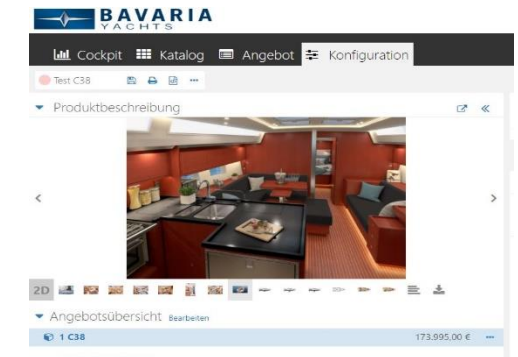 BAVARIA
YACHTS
Cockpit Katalog Angebot Konfiguration
Test C38
Produktbeschreibung
2D
Angebotsübersicht Bearbeiten
1 C38 173.995,00 €